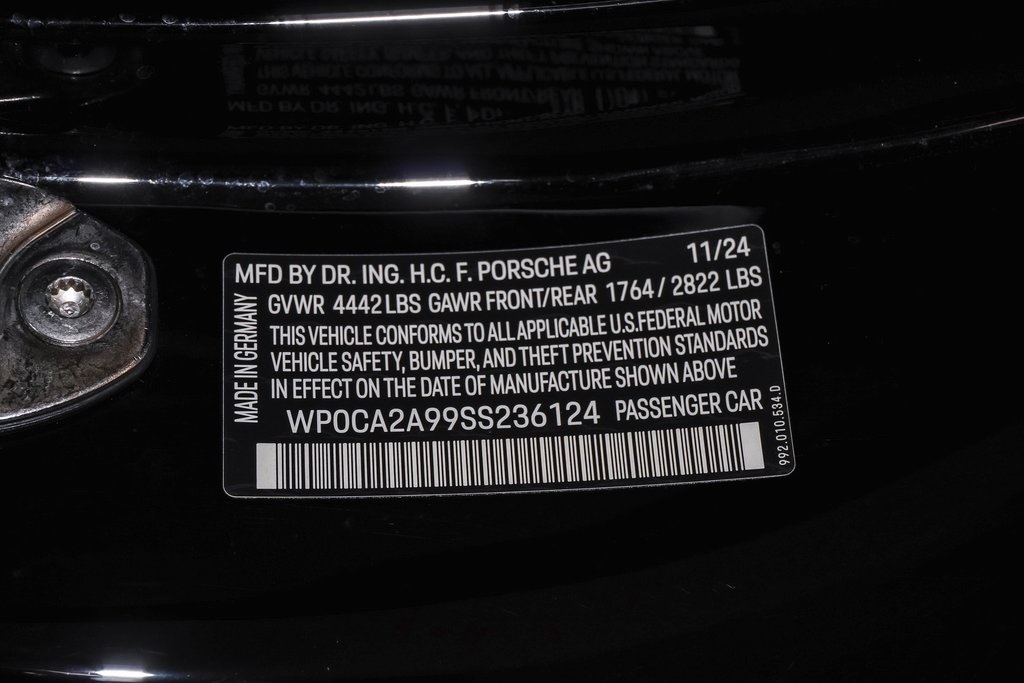 MFD BY DR. ING. H.C. F. PORSCHE AG 11/24
GVWR 4442 LBS GAWR FRONT/REAR 1764 / 2822 LBS
THIS VEHICLE CONFORMS TO ALL APPLICABLE U.S.FEDERAL MOTOR
VEHICLE SAFETY, BUMPER, AND THEFT PREVENTION STANDARDS
IN EFFECT ON THE DATE OF MANUFACTURE SHOWN ABOVE
WP0CA2A99SS236124 PASSENGER CAR
MADE IN GERMANY
992.010.534.D